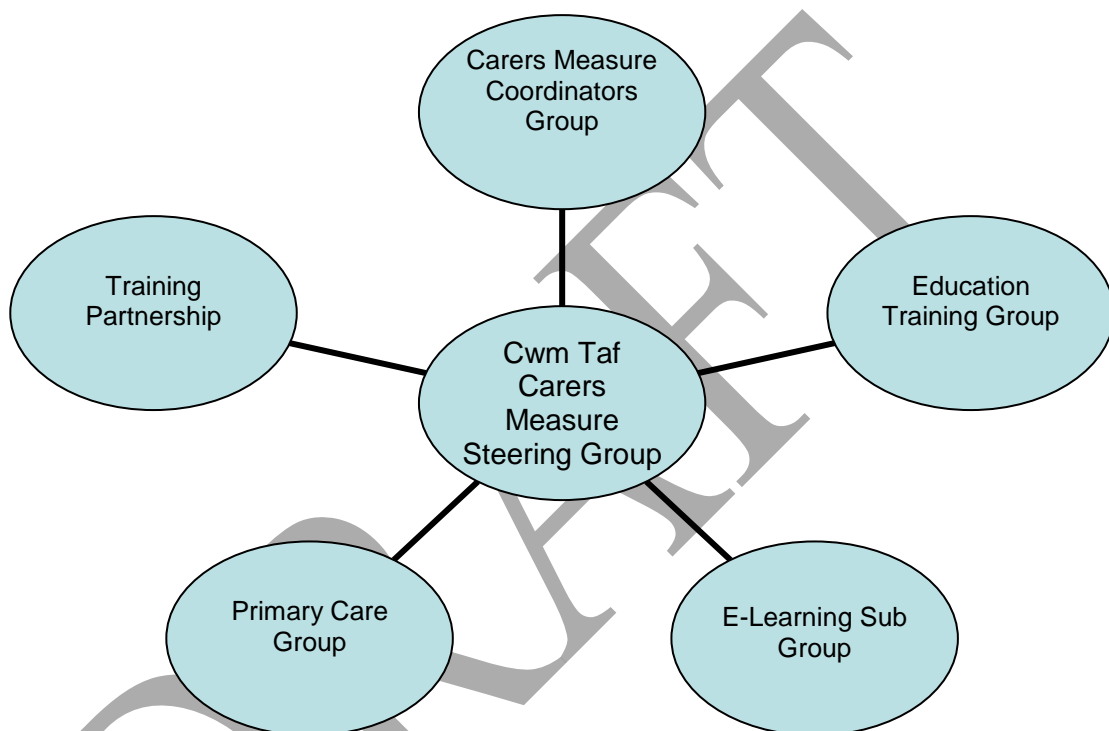 Carers Measure
Coordinators
Group
Training
Partnership
Education
Training Group
Cwm Taf
Carers
Measure
Steering Group
Primary Care
Group
E-Learning Sub
Group
DRAFT